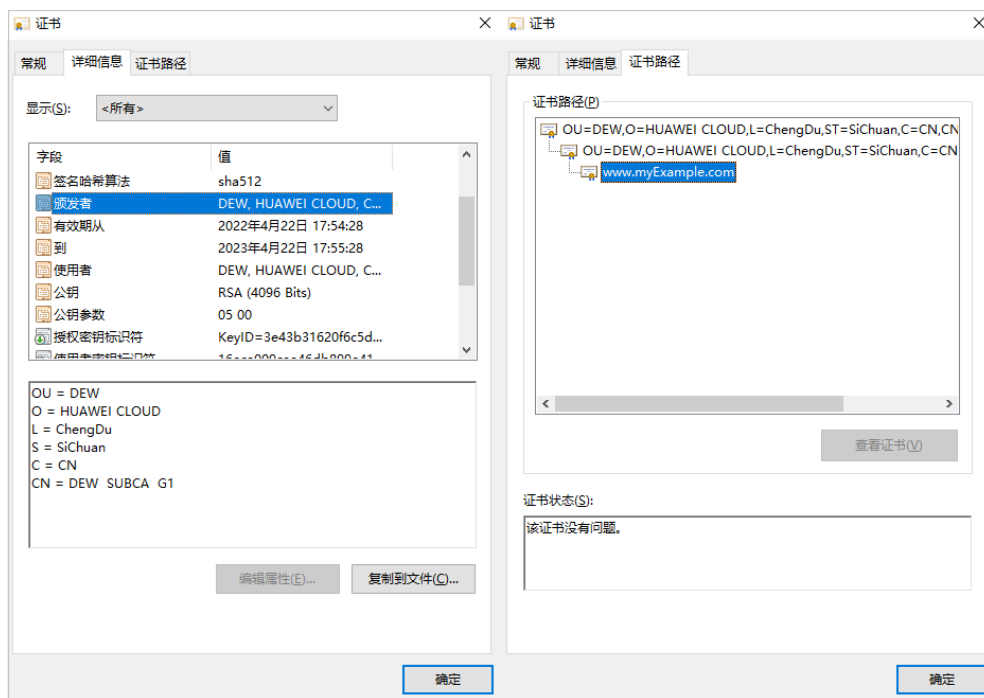 证书
常规 详细信息 证书路径
显示(S): <所有>
字段 值
签名哈希算法 sha512
颁发者 DEW, HUAWEI CLOUD, C...
有效期从 2022年4月22日 17:54:28
到 2023年4月22日 17:55:28
使用者 DEW, HUAWEI CLOUD, C...
公钥 RSA (4096 Bits)
公钥参数 05 00
授权密钥标识符 KeyID=3e43b31620f6c5d...
使用者密钥标识符
OU = DEW
O = HUAWEI CLOUD
L = ChengDu
S = SiChuan
C = CN
CN = DEW SUBCA G1
编辑属性(E)... 复制到文件(C)...
确定
证书
常规 详细信息 证书路径
证书路径(P)
OU=DEW,O=HUAWEI CLOUD,L=ChengDu,ST=SiChuan,C=CN,CN
OU=DEW,O=HUAWEI CLOUD,L=ChengDu,ST=SiChuan,C=CN
www.myExample.com
查看证书(V)
证书状态(S):
该证书没有问题。
确定